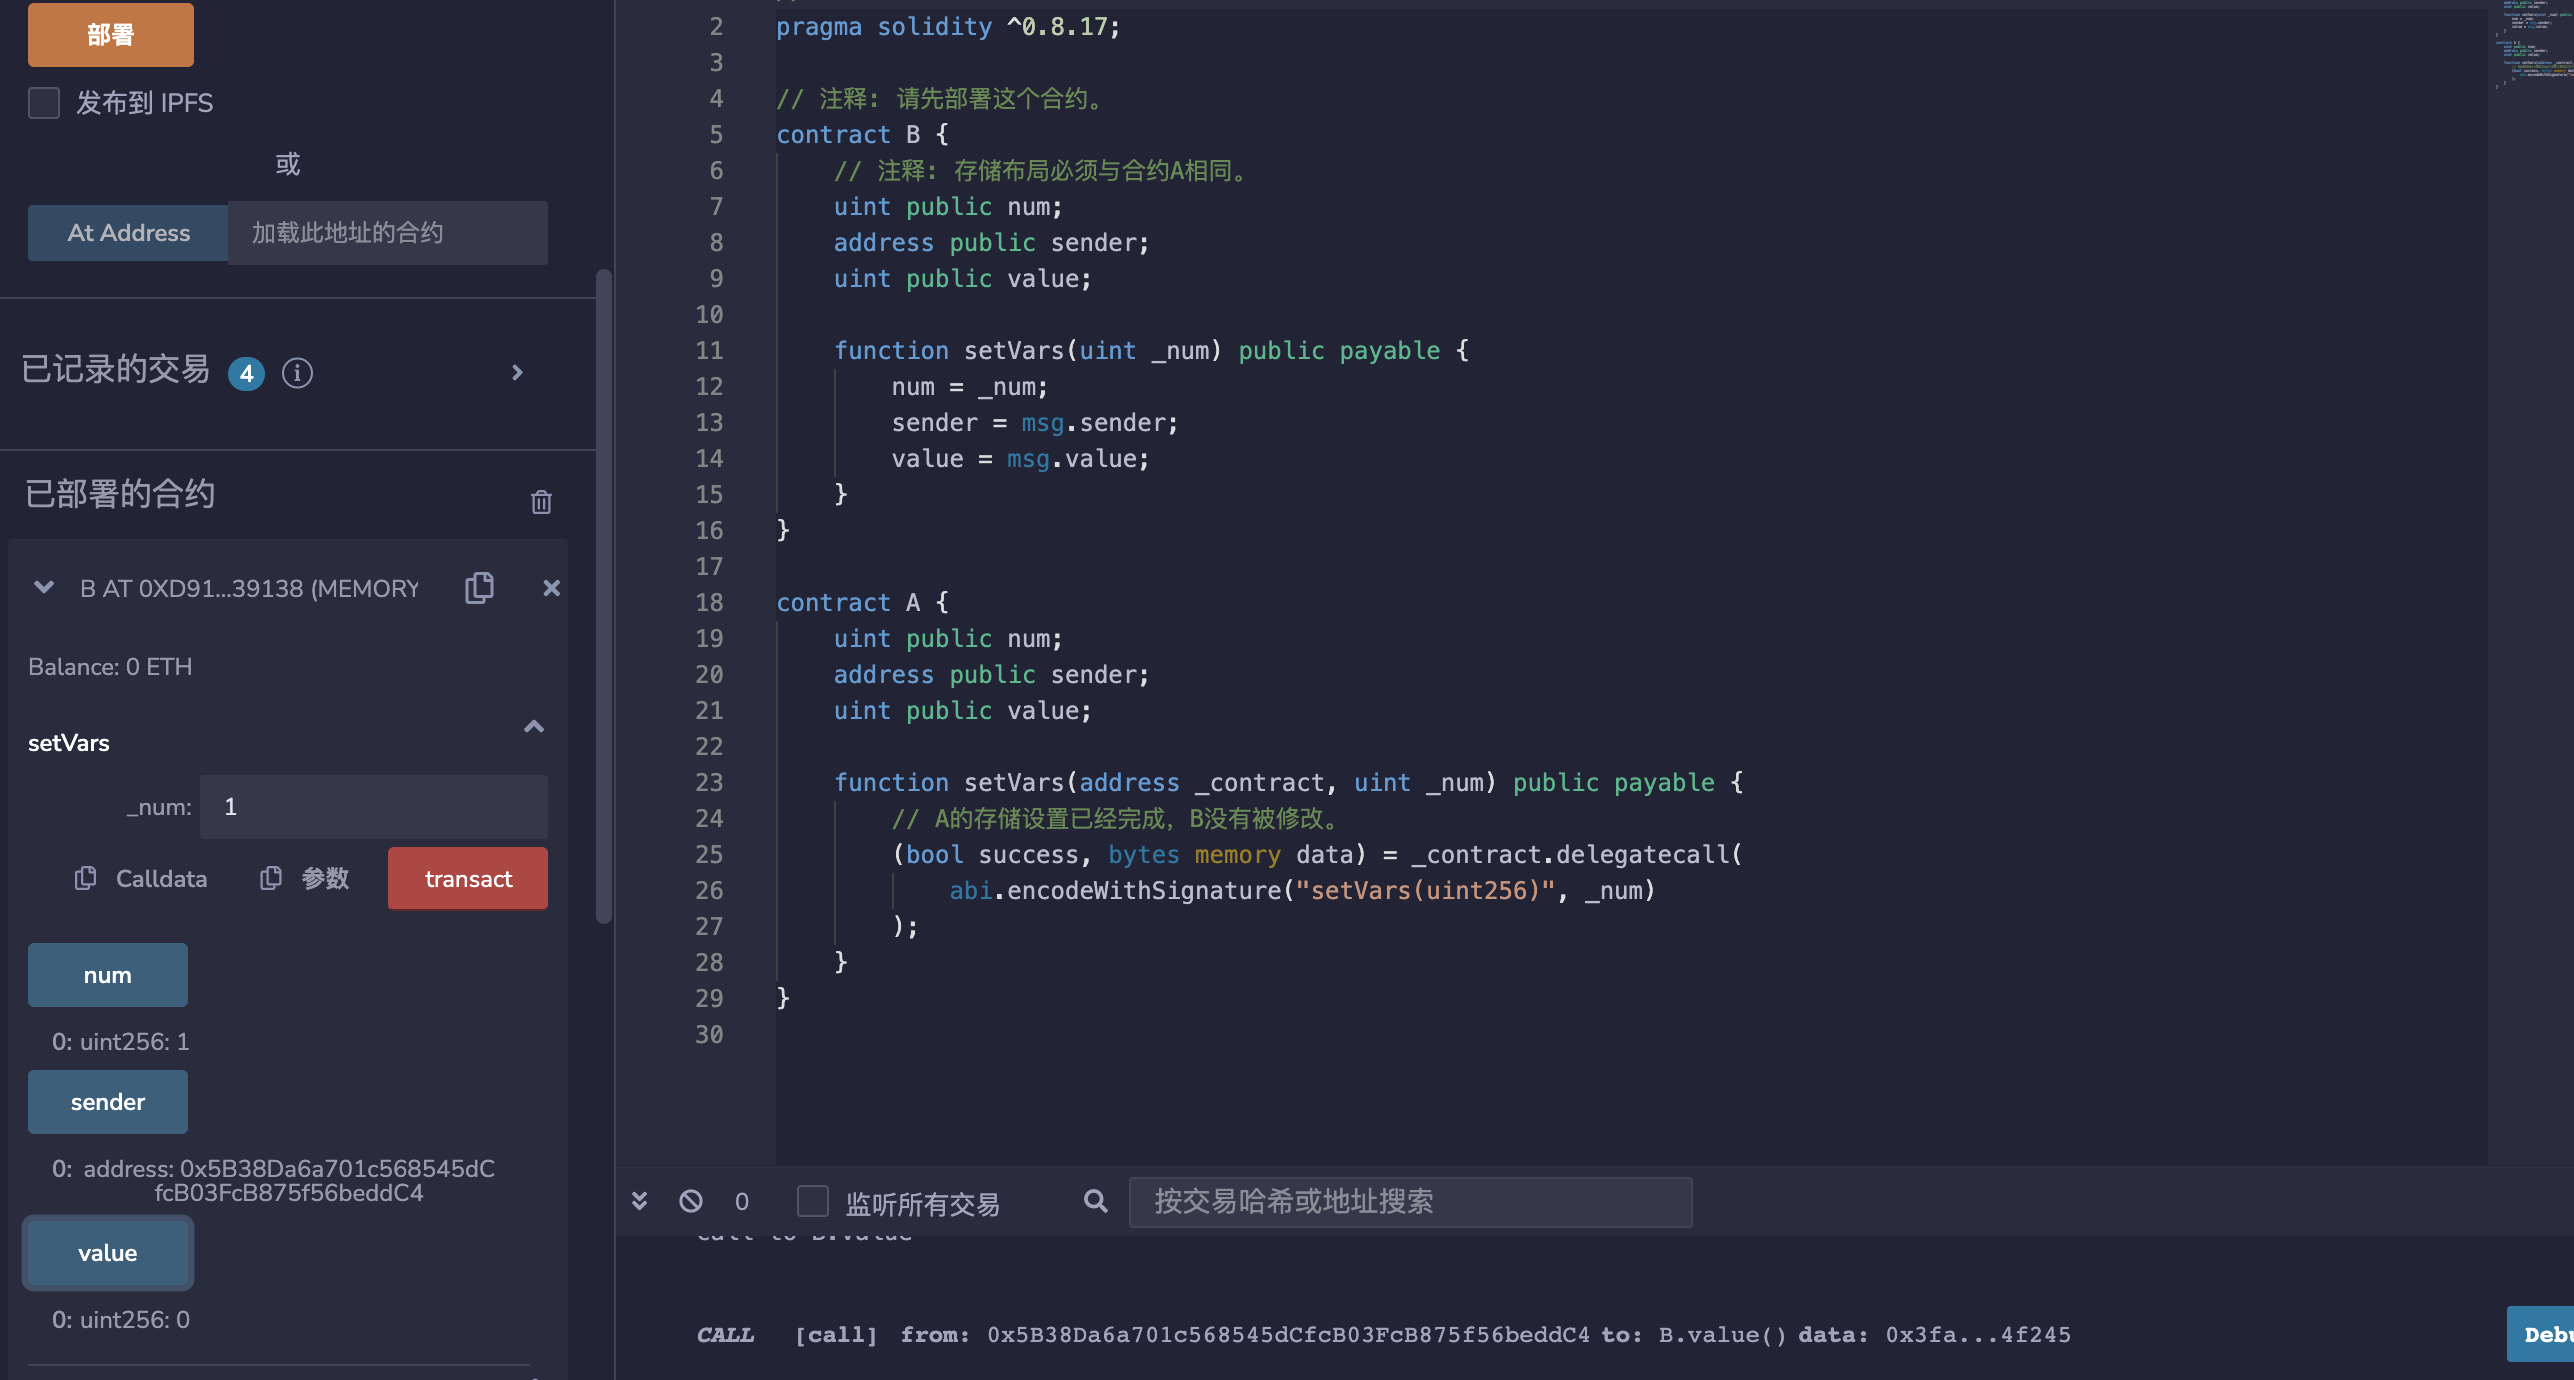 部署
发布到 IPFS
或
At Address 加载此地址的合约
已记录的交易 4 i
已部署的合约
B AT 0XD91...39138 (MEMORY
Balance: 0 ETH
setVars
_num: 1
Calldata 参数 transact
num
0: uint256: 1
sender
0: address: 0x5B38Da6a701c568545dC
fcB03FcB875f56beddC4
value
0: uint256: 0
2 pragma solidity ^0.8.17;
3
4 // 注释: 请先部署这个合约。
5 contract B {
6 // 注释: 存储布局必须与合约A相同。
7 uint public num;
8 address public sender;
9 uint public value;
10
11 function setVars(uint _num) public payable {
12 num = _num;
13 sender = msg.sender;
14 value = msg.value;
15 }
16 }
17
18 contract A {
19 uint public num;
20 address public sender;
21 uint public value;
22
23 function setVars(address _contract, uint _num) public payable {
24 // A的存储设置已经完成, B没有被修改。
25 (bool success, bytes memory data) = _contract.delegatecall(
26 abi.encodeWithSignature("setVars(uint256)", _num)
27 );
28 }
29 }
30
0 监听所有交易 按交易哈希或地址搜索
call to B.value
CALL [call] from: 0x5B38Da6a701c568545dCfcB03FcB875f56beddC4 to: B.value() data: 0x3fa...4f245
Debu